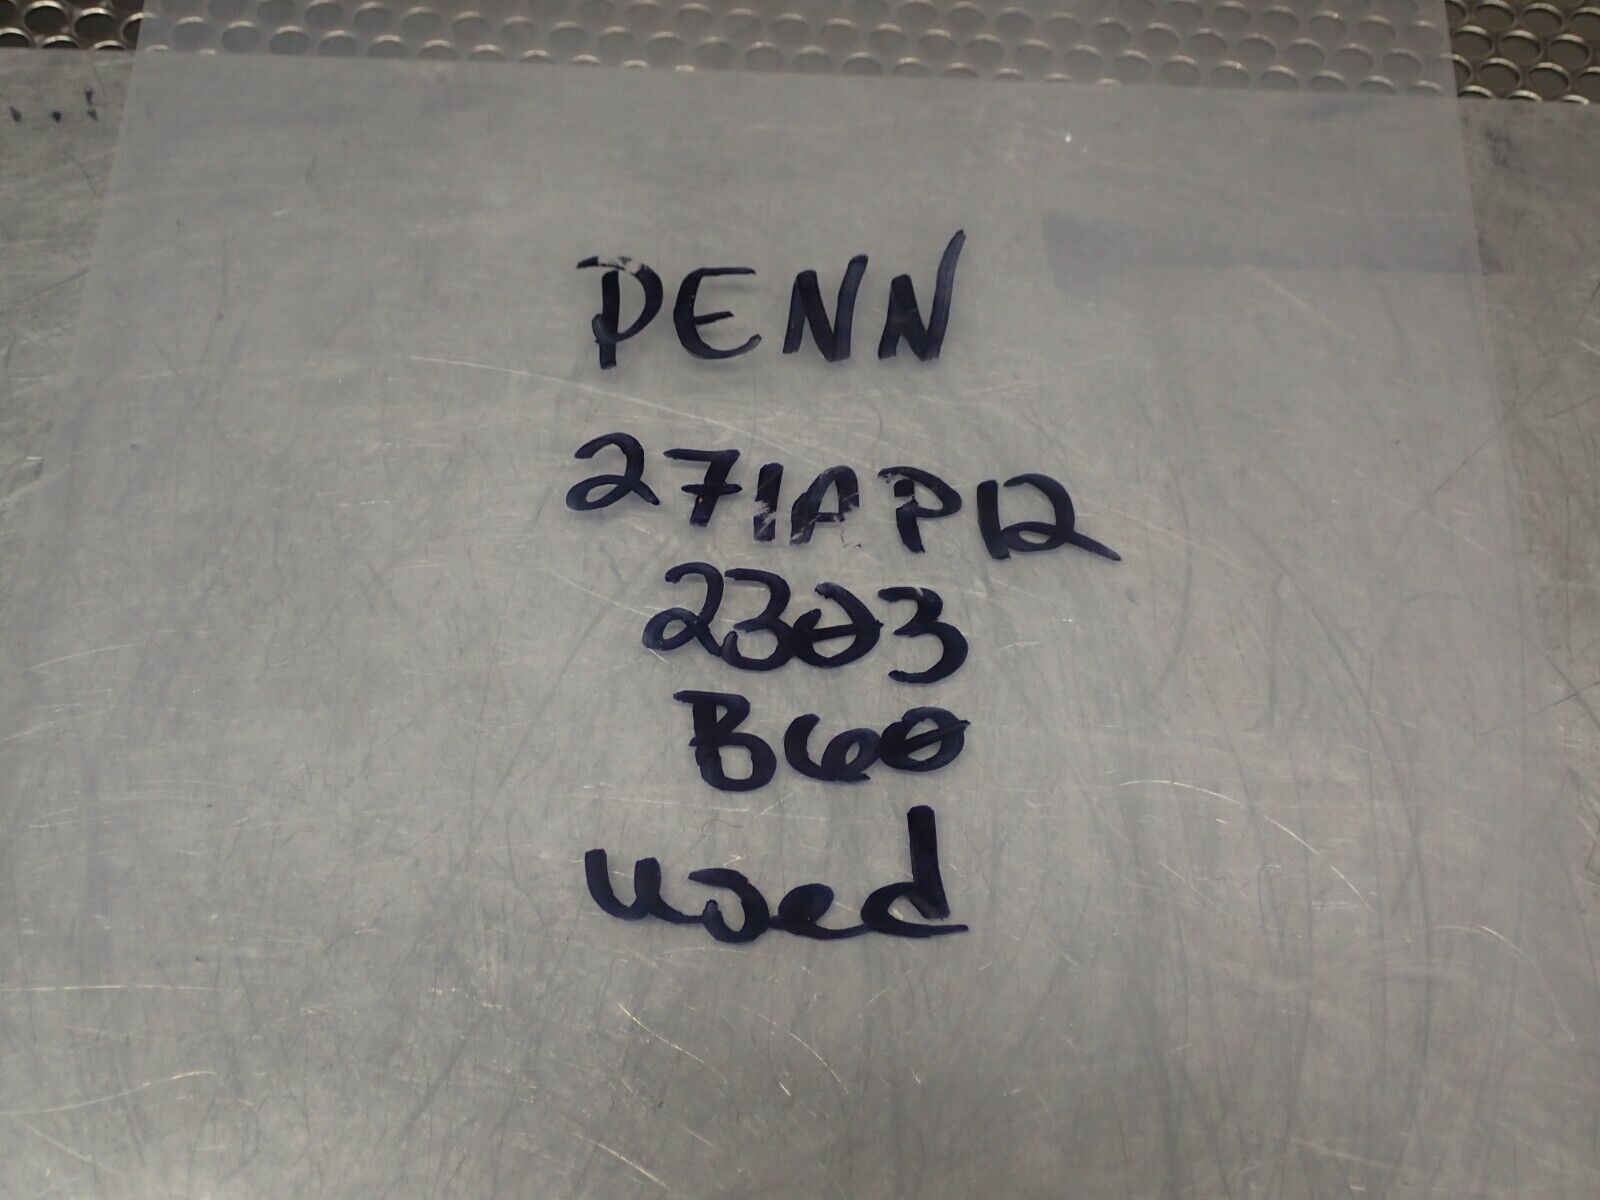 PENN
271AP12
2303
B60
used